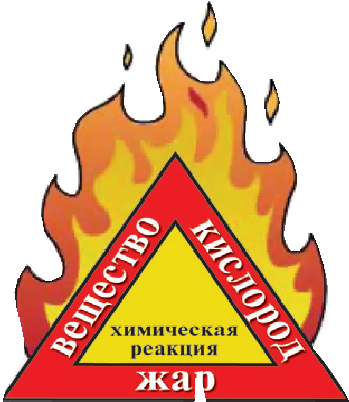 вещество
кислород
химическая
реакция
жар